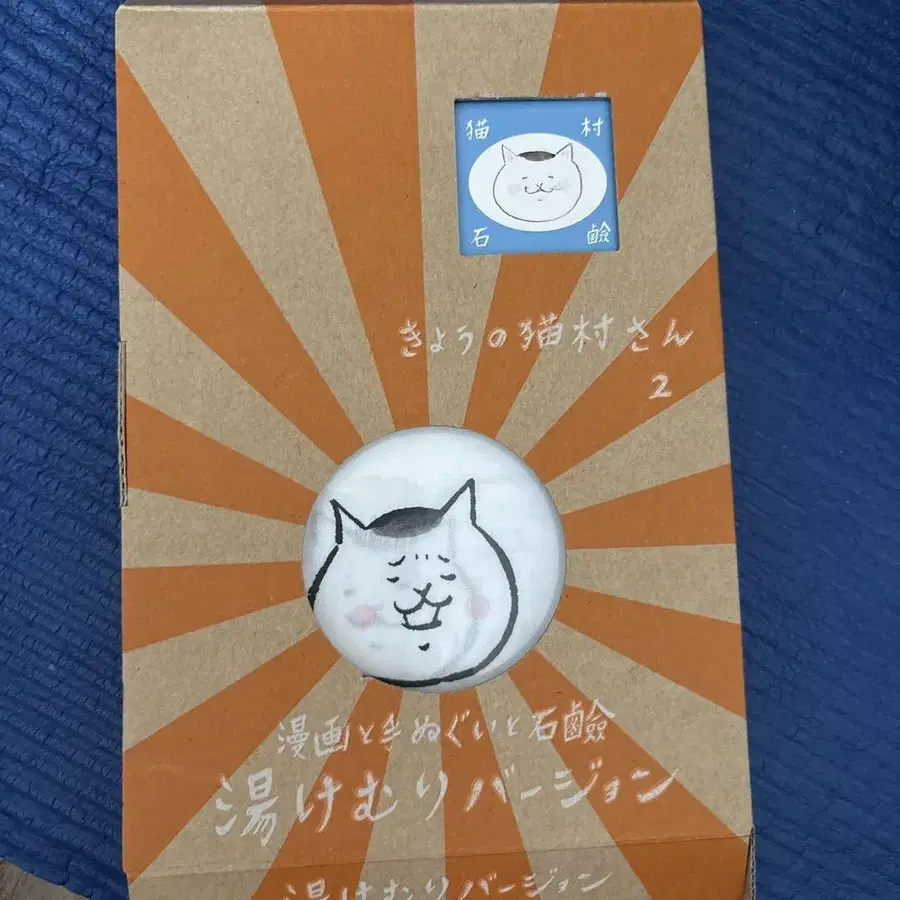 猫 村
石 鹼
きょうの猫村さん
2
漫画と手ぬぐいと石鹼
湯けむりバージョン
湯けむりバージョン